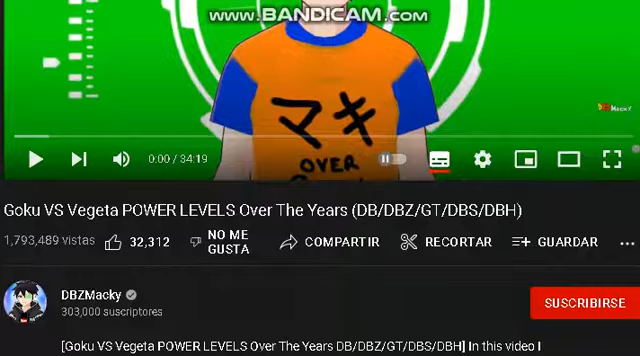 www.BANDICAM.com
マキ
OVER
MACKY
0:00 / 34:19
Goku VS Vegeta POWER LEVELS Over The Years (DB/DBZ/GT/DBS/DBH)
1,793,489 vistas
32,312
NO ME
GUSTA
COMPARTIR
RECORTAR
GUARDAR
DBZMacky
303,000 suscriptores
SUSCRIBIRSE
[Goku VS Vegeta POWER LEVELS Over The Years DB/DBZ/GT/DBS/DBH] In this video I